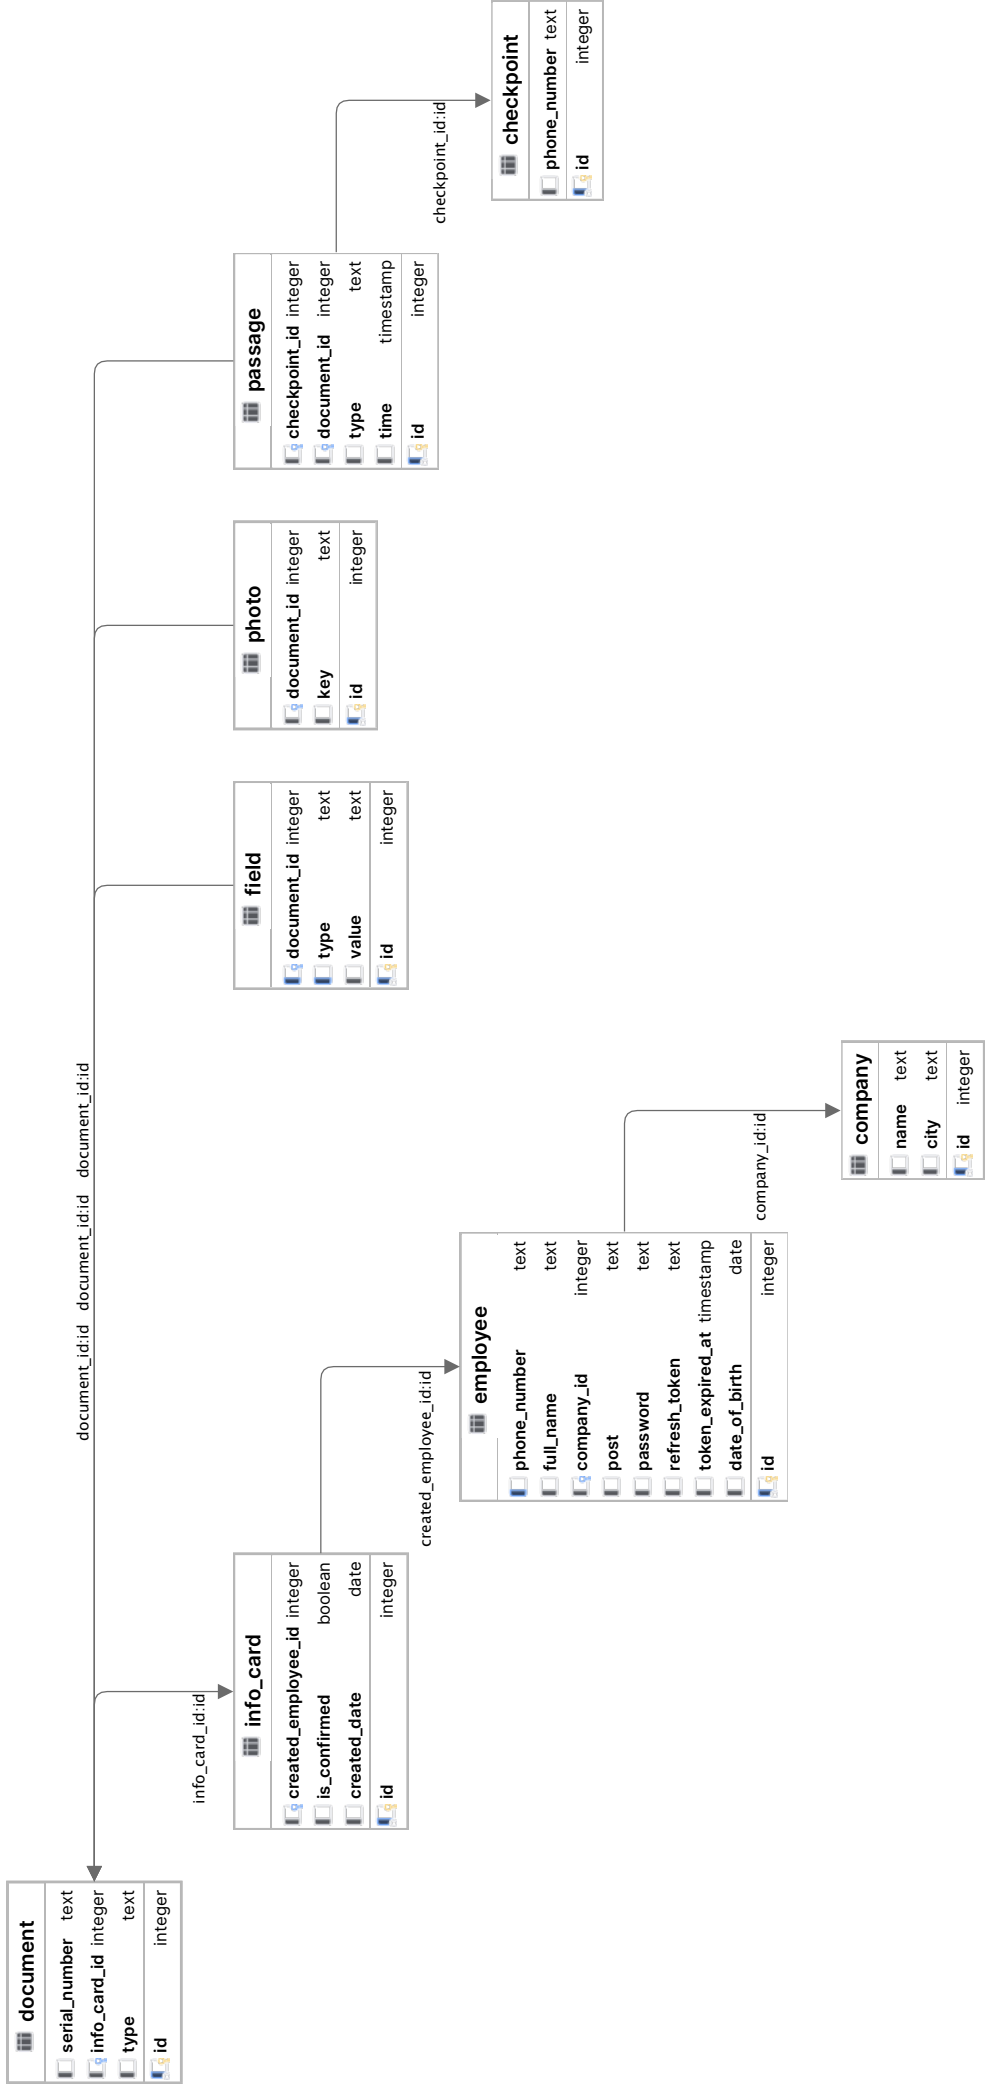 document
serial_number text
info_card_id integer
type text
id integer
info_card_id:id
document_id:id
document_id:id
document_id:id
info_card
created_employee_id integer
is_confirmed boolean
created_date date
id integer
created_employee_id:id
employee
phone_number text
full_name text
company_id integer
post text
password text
refresh_token text
token_expired_at timestamp
date_of_birth date
id integer
company_id:id
company
name text
city text
id integer
field
document_id integer
type text
value text
id integer
photo
document_id integer
key text
id integer
passage
checkpoint_id integer
document_id integer
type text
time timestamp
id integer
checkpoint_id:id
checkpoint
phone_number text
id integer